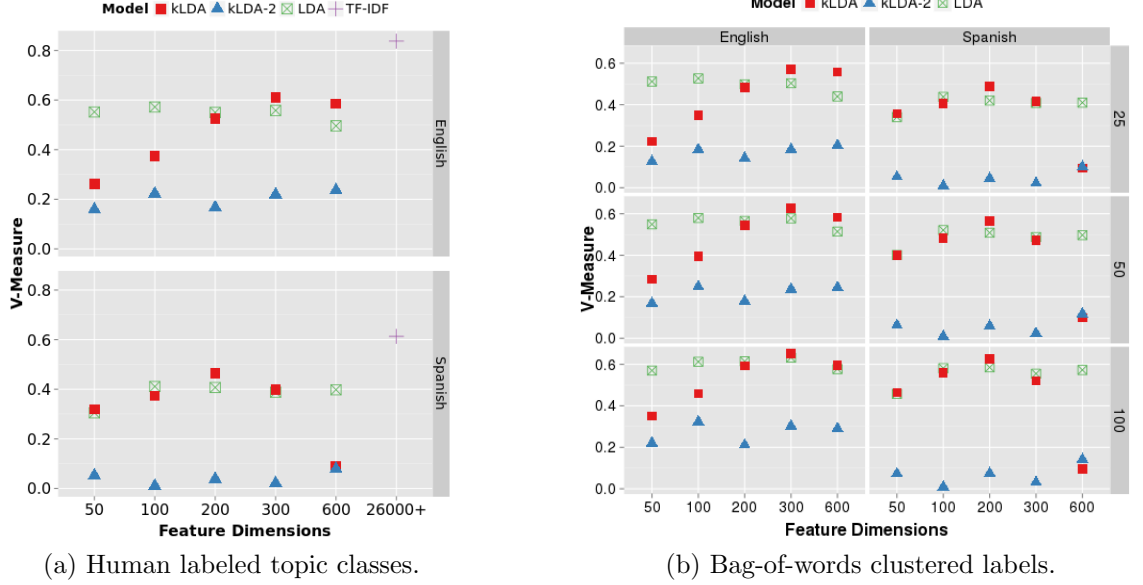 Model kLDA kLDA-2 LDA TF-IDF
0.8
0.6
0.4
0.2
0.0
English
0.8
0.6
0.4
0.2
0.0
Spanish
V-Measure
50 100 200 300 600 26000+
Feature Dimensions
(a) Human labeled topic classes.
Model kLDA kLDA-2 LDA
English Spanish
0.6
0.4
0.2
0.0
25
0.6
0.4
0.2
0.0
50
0.6
0.4
0.2
0.0
100
V-Measure
50 100 200 300 600 50 100 200 300 600
Feature Dimensions
(b) Bag-of-words clustered labels.